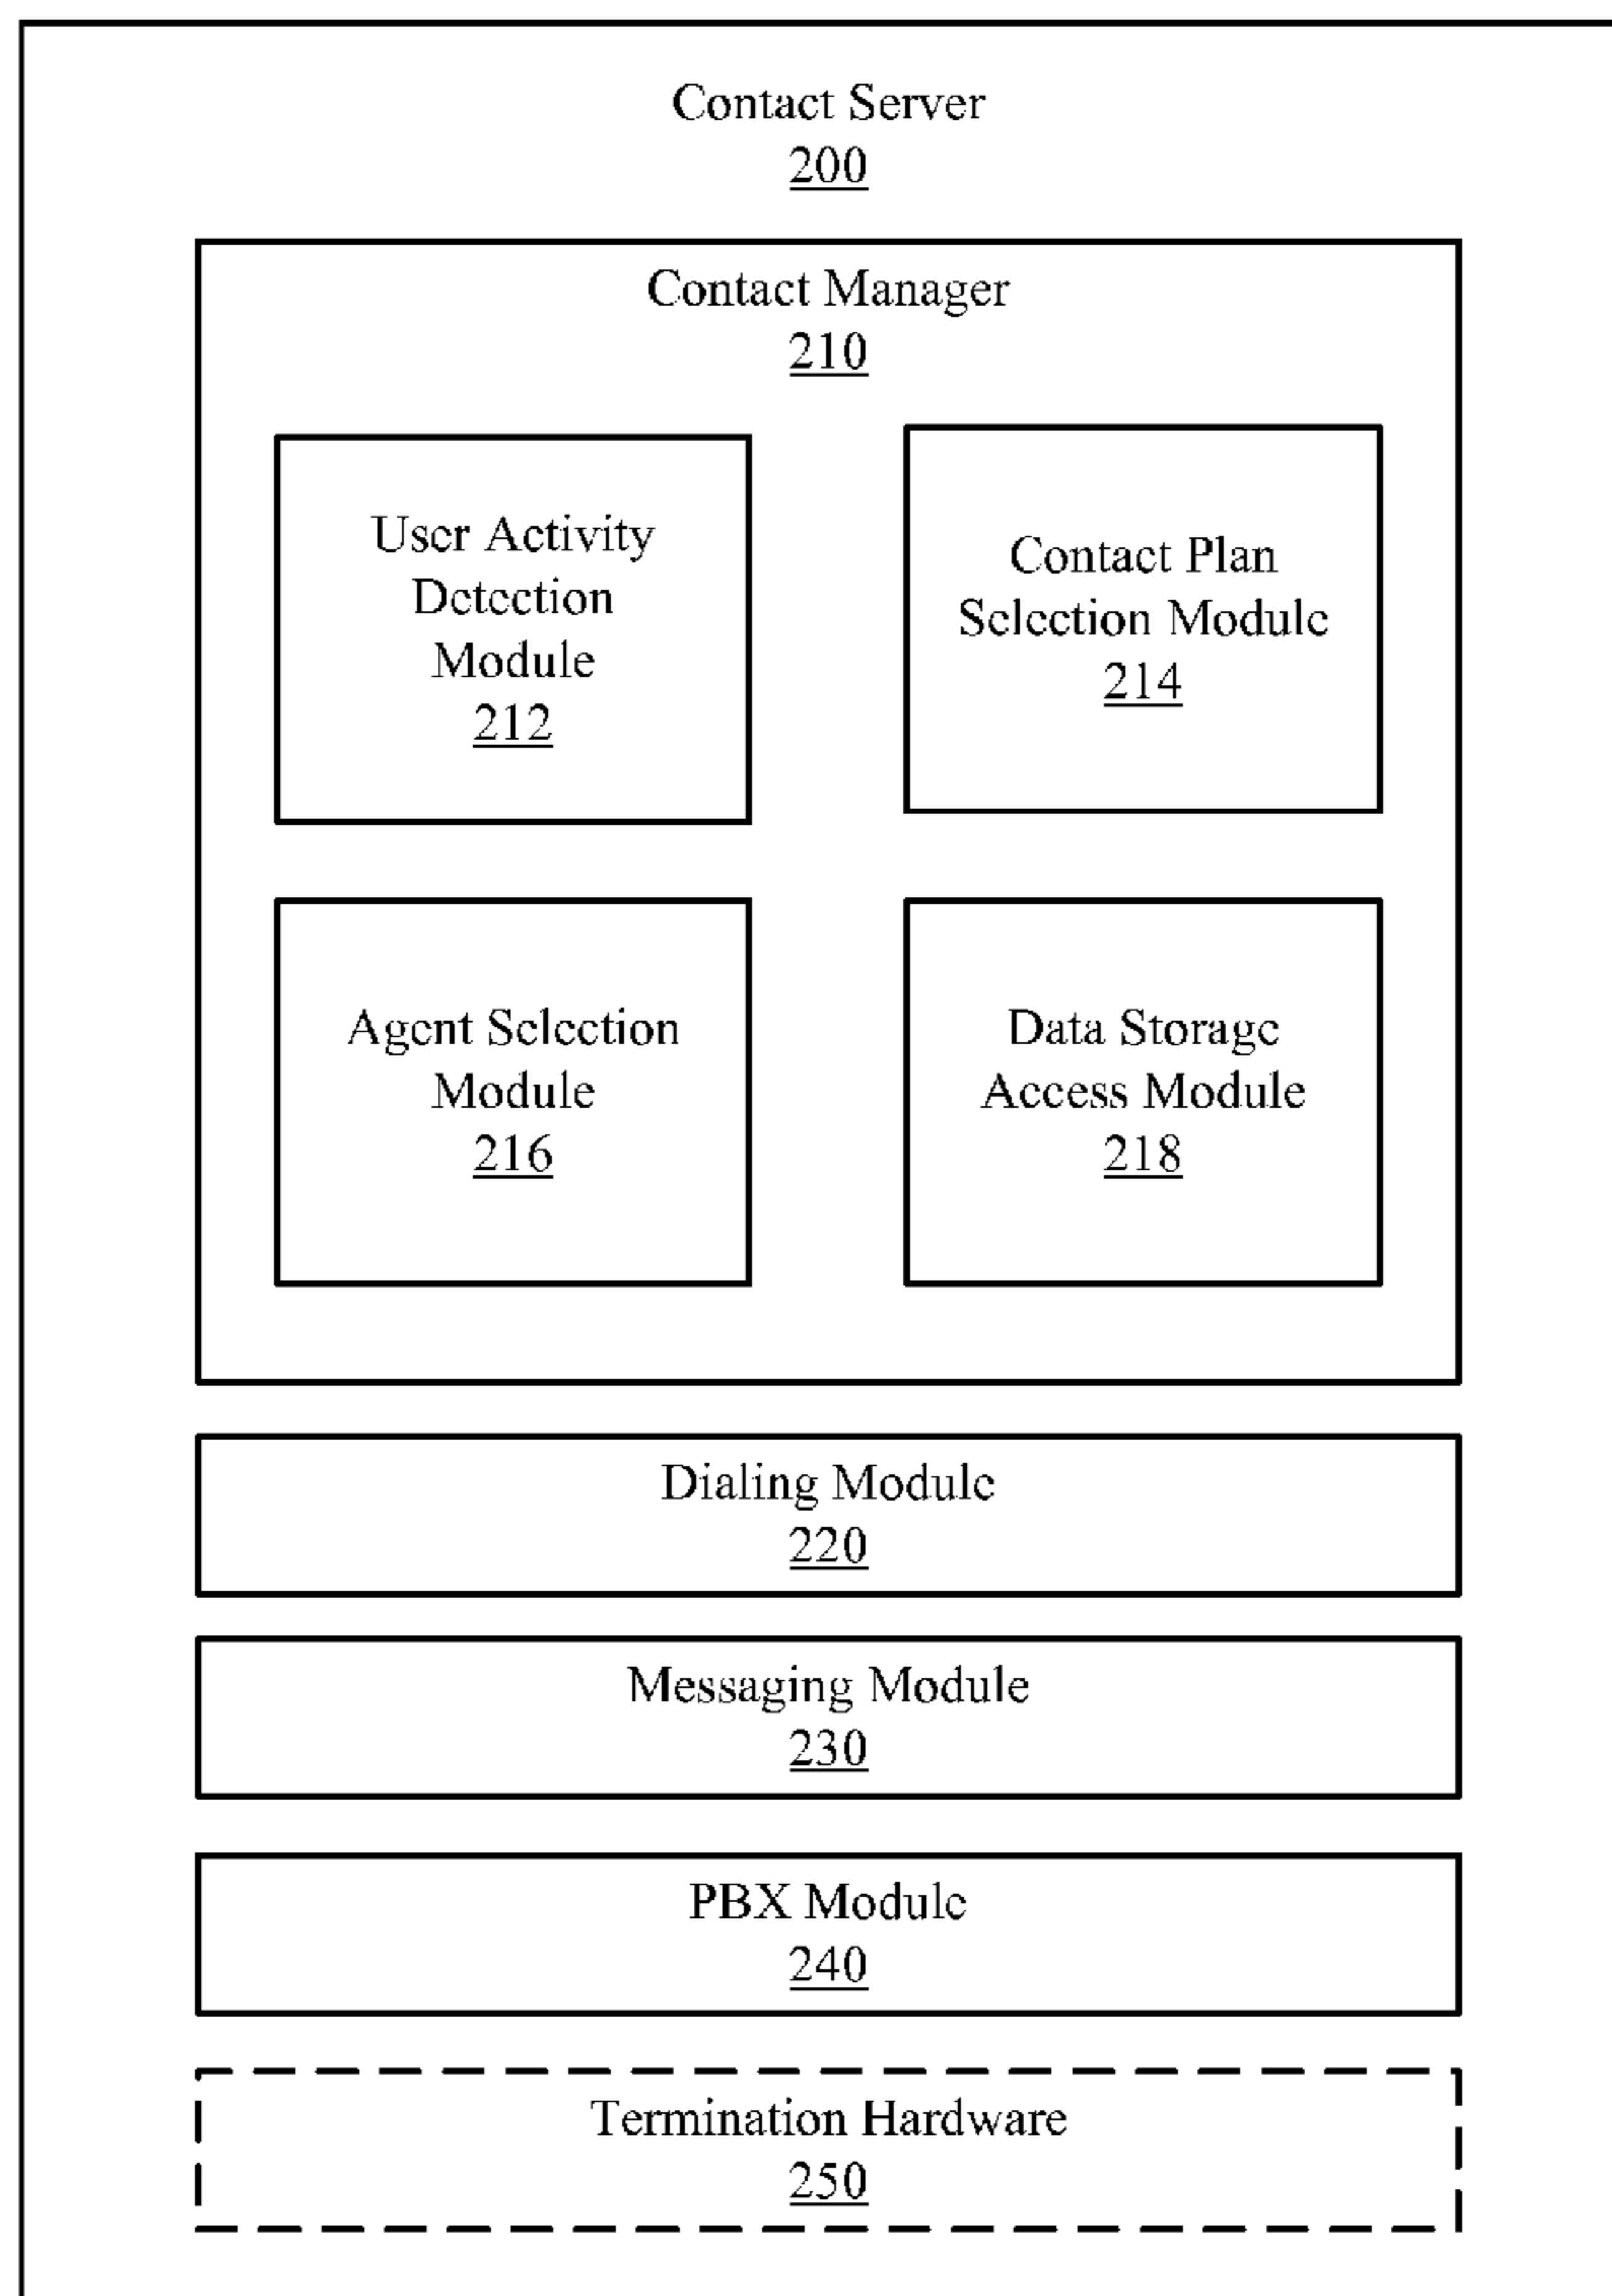 Contact Server
200
Contact Manager
210
User Activity
Detection
Module
212
Contact Plan
Selection Module
214
Agent Selection
Module
216
Data Storage
Access Module
218
Dialing Module
220
Messaging Module
230
PBX Module
240
Termination Hardware
250